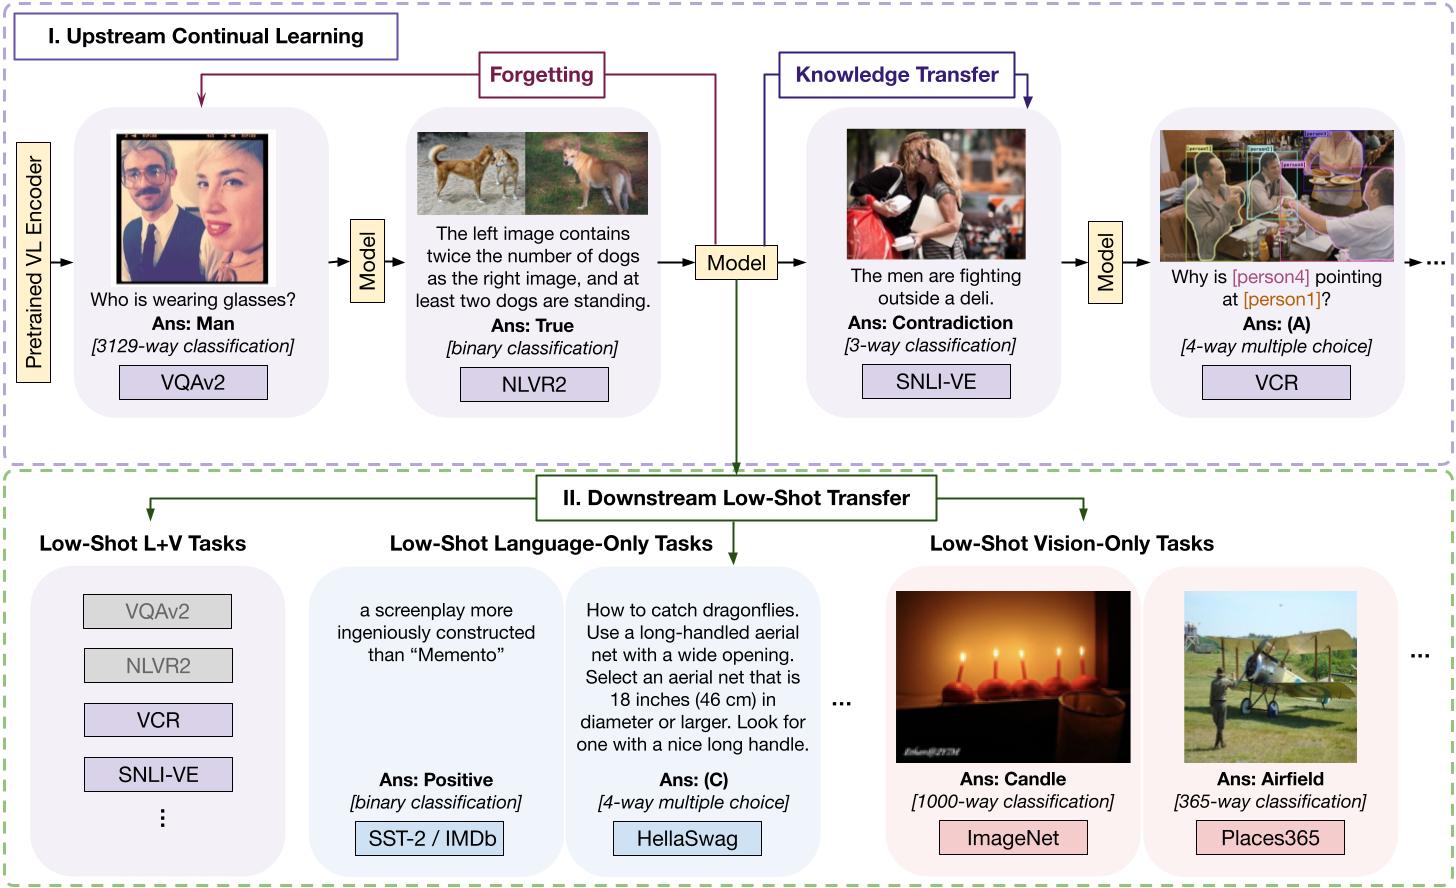 I. Upstream Continual Learning
Forgetting
Knowledge Transfer
Pretrained VL Encoder
Who is wearing glasses?
Ans: Man
[3129-way classification]
VQAv2
Model
The left image contains
twice the number of dogs
as the right image, and at
least two dogs are standing.
Ans: True
[binary classification]
NLVR2
Model
The men are fighting
outside a deli.
Ans: Contradiction
[3-way classification]
SNLI-VE
Model
[person1]
[person2]
[person3]
[person4]
Why is [person4] pointing
at [person1]?
Ans: (A)
[4-way multiple choice]
VCR
...
II. Downstream Low-Shot Transfer
Low-Shot L+V Tasks
VQAv2
NLVR2
VCR
SNLI-VE
⋮
Low-Shot Language-Only Tasks
a screenplay more
ingeniously constructed
than “Memento”
Ans: Positive
[binary classification]
SST-2 / IMDb
How to catch dragonflies.
Use a long-handled aerial
net with a wide opening.
Select an aerial net that is
18 inches (46 cm) in
diameter or larger. Look for
one with a nice long handle.
Ans: (C)
[4-way multiple choice]
HellaSwag
...
Low-Shot Vision-Only Tasks
Ans: Candle
[1000-way classification]
ImageNet
Ans: Airfield
[365-way classification]
Places365
...